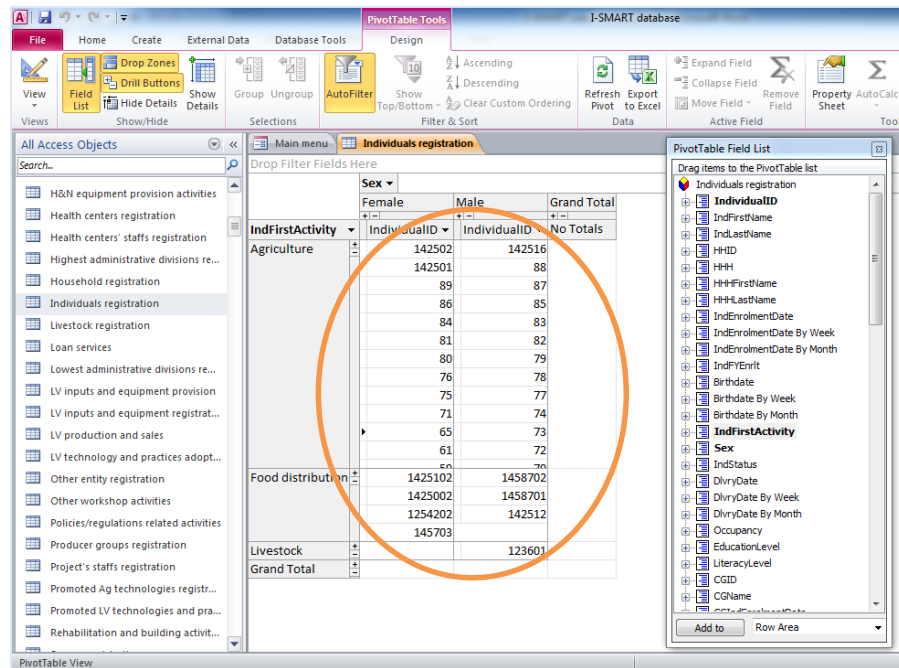 PivotTable Tools
I-SMART database
File Home Create External Data Database Tools Design
View
Field List
Drop Zones
Drill Buttons
Hide Details
Show Details
Group Ungroup
AutoFilter
Show Top/Bottom
Ascending
Descending
Clear Custom Ordering
Refresh Pivot
Export to Excel
Expand Field
Collapse Field
Move Field
Remove Field
Property Sheet
AutoCalc
Views Show/Hide Selections Filter & Sort Data Active Field Tool
All Access Objects
Search...
H&N equipment provision activities
Health centers registration
Health centers' staffs registration
Highest administrative divisions re...
Household registration
Individuals registration
Livestock registration
Loan services
Lowest administrative divisions re...
LV inputs and equipment provision
LV inputs and equipment registrat...
LV production and sales
LV technology and practices adopt...
Other entity registration
Other workshop activities
Policies/regulations related activities
Producer groups registration
Project's staffs registration
Promoted Ag technologies registr...
Promoted LV technologies and pra...
Rehabilitation and building activit...
Main menu Individuals registration
Drop Filter Fields Here
Sex
Female Male Grand Total
IndFirstActivity IndividualID IndividualID No Totals
Agriculture 142502 142516
142501 88
89 87
86 85
84 83
81 82
80 79
76 78
75 77
71 74
65 73
61 72
Food distribution 1425102 1458702
1425002 1458701
1254202 142512
145703
Livestock 123601
Grand Total
PivotTable Field List
Drag items to the PivotTable list
Individuals registration
IndividualID
IndFirstName
IndLastName
HHID
HHH
HHHFirstName
HHHLastName
IndEnrolmentDate
IndEnrolmentDate By Week
IndEnrolmentDate By Month
IndFYEnrlt
Birthdate
Birthdate By Week
Birthdate By Month
IndFirstActivity
Sex
IndStatus
DlvryDate
DlvryDate By Week
DlvryDate By Month
Occupancy
EducationLevel
LiteracyLevel
CGID
CGName
Add to Row Area
PivotTable View